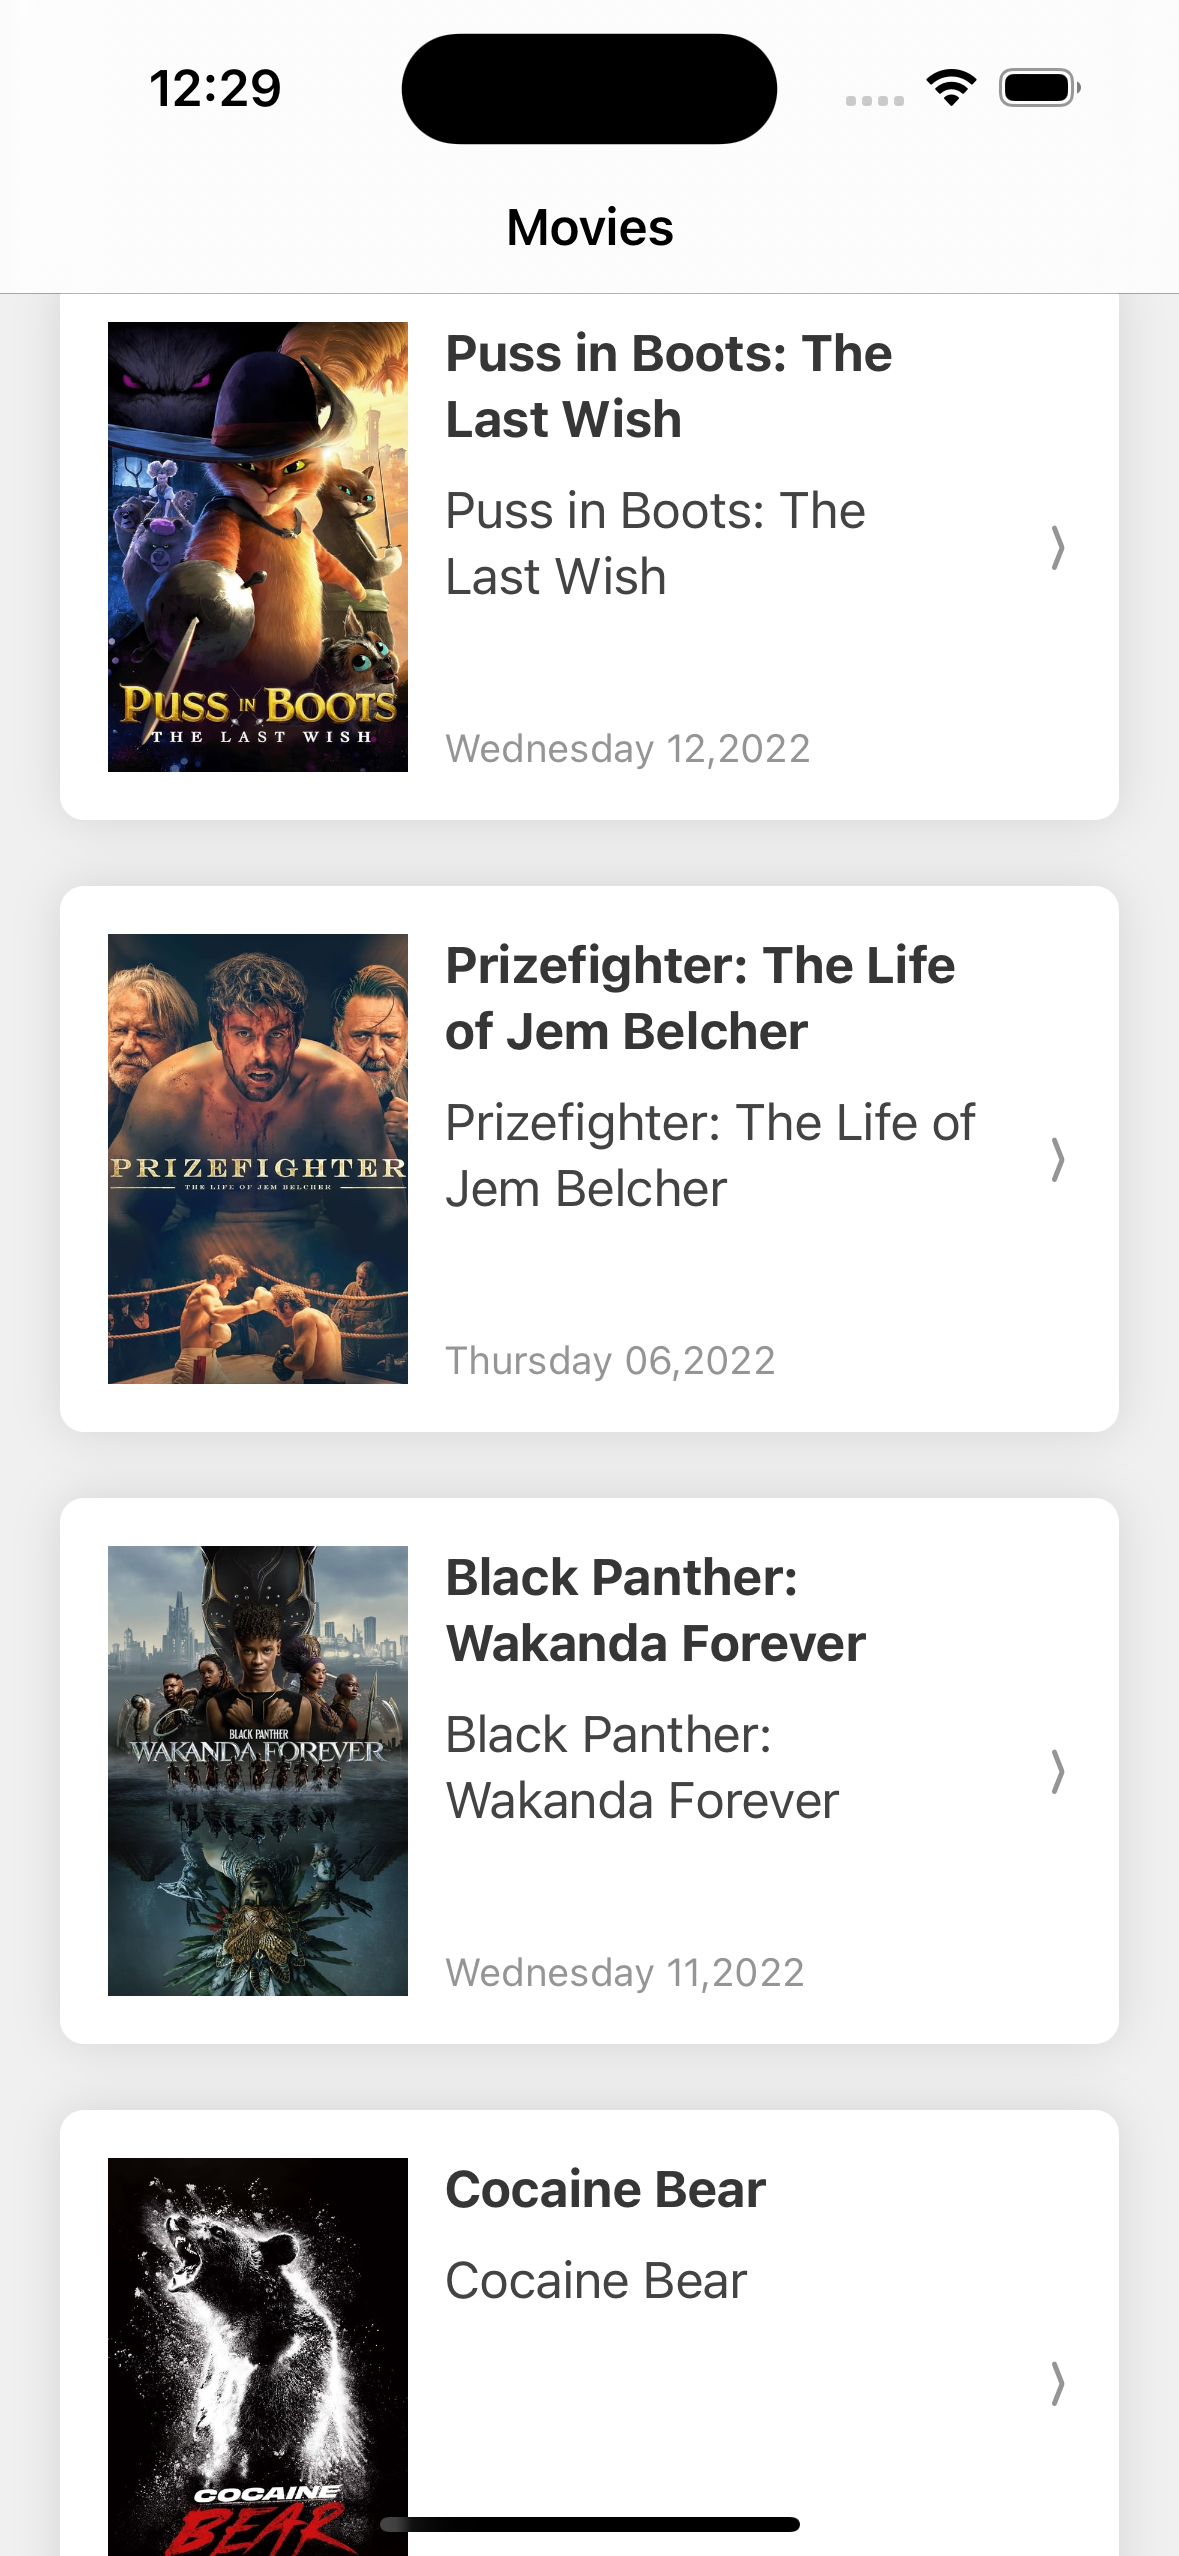 12:29
Movies
Puss in Boots: The
Last Wish
Puss in Boots: The
Last Wish
Wednesday 12,2022
PUSS IN BOOTS
THE LAST WISH
Prizefighter: The Life
of Jem Belcher
Prizefighter: The Life of
Jem Belcher
Thursday 06,2022
PRIZEFIGHTER
THE LIFE OF JEM BELCHER
Black Panther:
Wakanda Forever
Black Panther:
Wakanda Forever
Wednesday 11,2022
BLACK PANTHER
WAKANDA FOREVER
Cocaine Bear
Cocaine Bear
COCAINE
BEAR